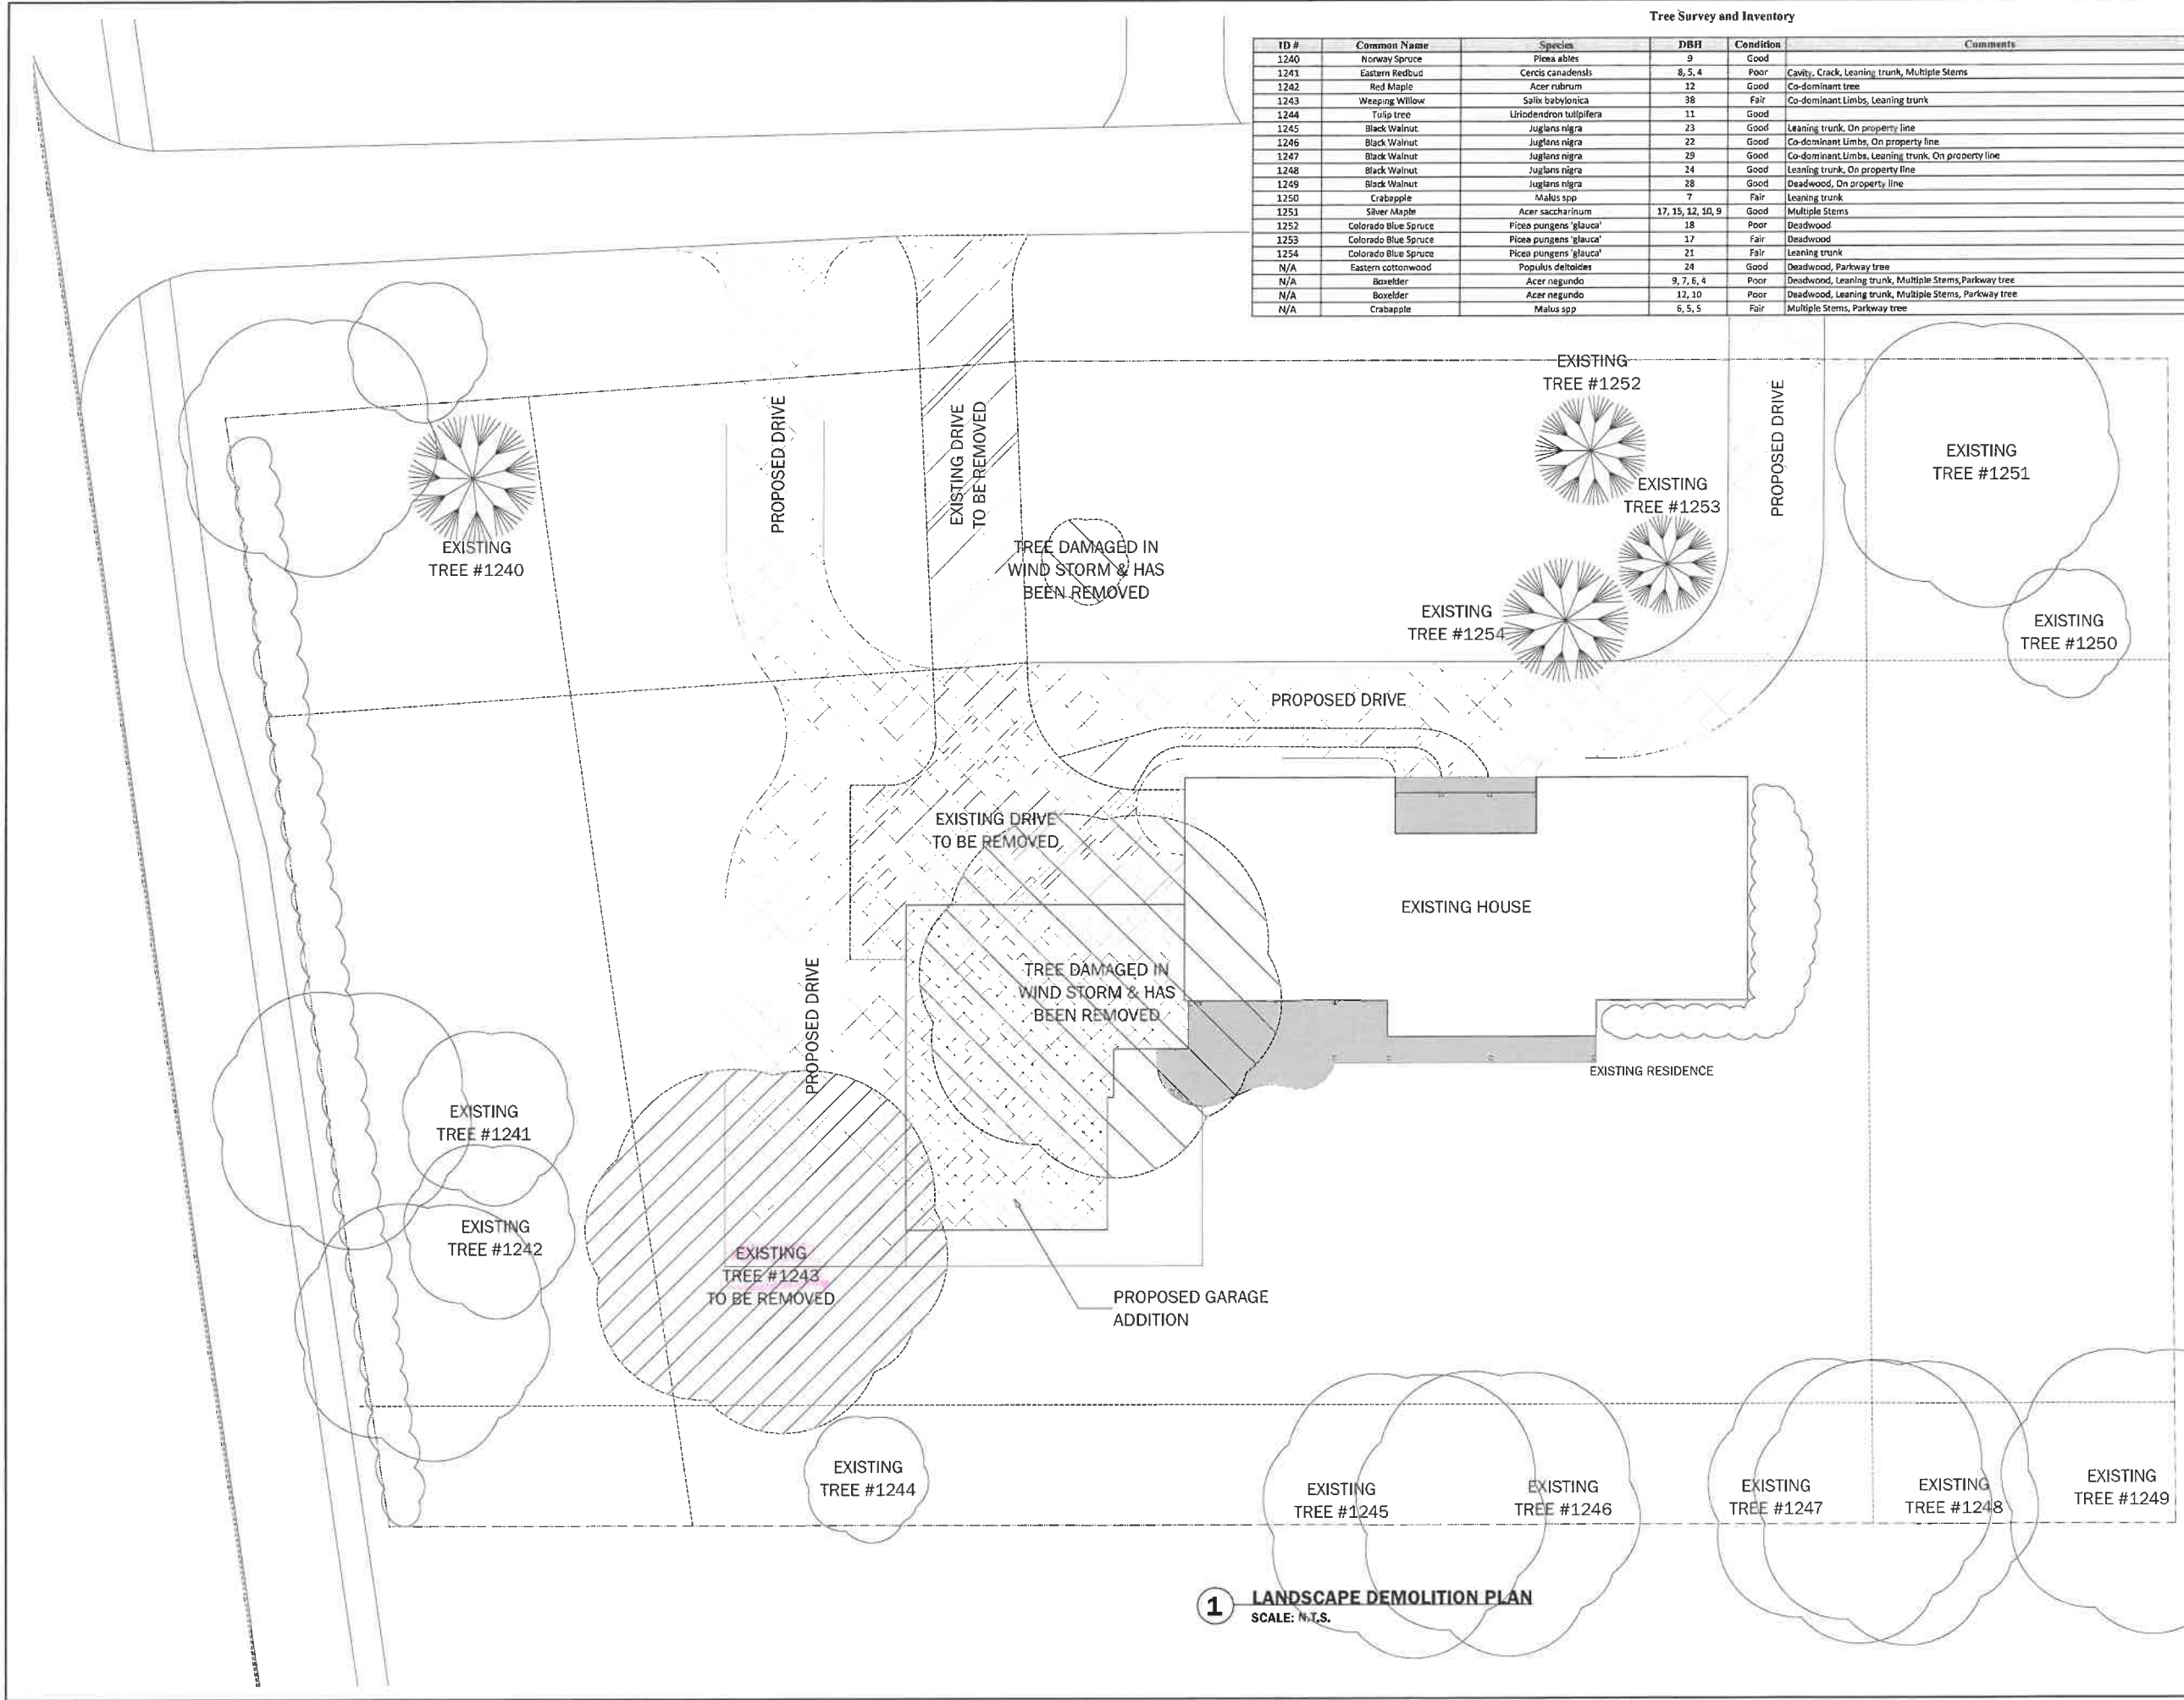 Tree Survey and Inventory
ID # Common Name Species DBH Condition Comments
1240 Norway Spruce Picea abies 9 Good
1241 Eastern Redbud Cercis canadensis 8, 5, 4 Poor Cavity, Crack, Leaning trunk, Multiple Stems
1242 Red Maple Acer rubrum 12 Good Co-dominant tree
1243 Weeping Willow Salix babylonica 38 Fair Co-dominant Limbs, Leaning trunk
1244 Tulip tree Liriodendron tulipifera 11 Good
1245 Black Walnut Juglans nigra 23 Good Leaning trunk, On property line
1246 Black Walnut Juglans nigra 22 Good Co-dominant Limbs, On property line
1247 Black Walnut Juglans nigra 29 Good Co-dominant Limbs, Leaning trunk, On property line
1248 Black Walnut Juglans nigra 24 Good Leaning trunk, On property line
1249 Black Walnut Juglans nigra 28 Good Deadwood, On property line
1250 Crabapple Malus spp 7 Fair Leaning trunk
1251 Silver Maple Acer saccharinum 17, 15, 12, 10, 9 Good Multiple Stems
1252 Colorado Blue Spruce Picea pungens 'glauca' 18 Poor Deadwood
1253 Colorado Blue Spruce Picea pungens 'glauca' 17 Fair Deadwood
1254 Colorado Blue Spruce Picea pungens 'glauca' 21 Fair Leaning trunk
N/A Eastern cottonwood Populus deltoides 24 Good Deadwood, Parkway tree
N/A Boxelder Acer negundo 9, 7, 6, 4 Poor Deadwood, Leaning trunk, Multiple Stems,Parkway tree
N/A Boxelder Acer negundo 12, 10 Poor Deadwood, Leaning trunk, Multiple Stems, Parkway tree
N/A Crabapple Malus spp 6, 5, 5 Fair Multiple Stems, Parkway tree
EXISTING
TREE #1252
EXISTING
TREE #1253
EXISTING
TREE #1254
PROPOSED DRIVE
EXISTING
TREE #1251
EXISTING
TREE #1250
EXISTING
TREE #1240
PROPOSED DRIVE
EXISTING DRIVE
TO BE REMOVED
TREE DAMAGED IN
WIND STORM & HAS
BEEN REMOVED
PROPOSED DRIVE
EXISTING DRIVE
TO BE REMOVED
EXISTING HOUSE
TREE DAMAGED IN
WIND STORM & HAS
BEEN REMOVED
PROPOSED DRIVE
EXISTING RESIDENCE
EXISTING
TREE #1241
EXISTING
TREE #1242
EXISTING
TREE #1243
TO BE REMOVED
PROPOSED GARAGE
ADDITION
EXISTING
TREE #1244
EXISTING
TREE #1245
EXISTING
TREE #1246
EXISTING
TREE #1247
EXISTING
TREE #1248
EXISTING
TREE #1249
1 LANDSCAPE DEMOLITION PLAN
SCALE: N.T.S.